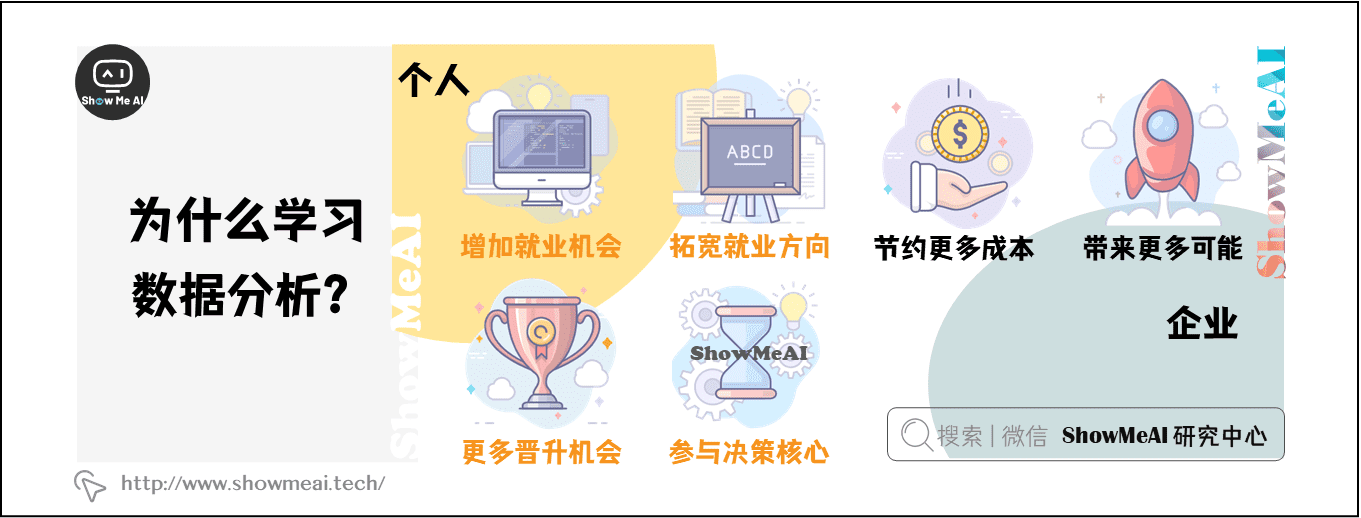 Show Me AI
为什么学习
数据分析?
个人
增加就业机会
ABCD
拓宽就业方向
更多晋升机会
ShowMeAI
参与决策核心
$
节约更多成本
带来更多可能
企业
ShowMeAI
ShowMeAI
搜索 | 微信 ShowMeAI 研究中心
http://www.showmeai.tech/